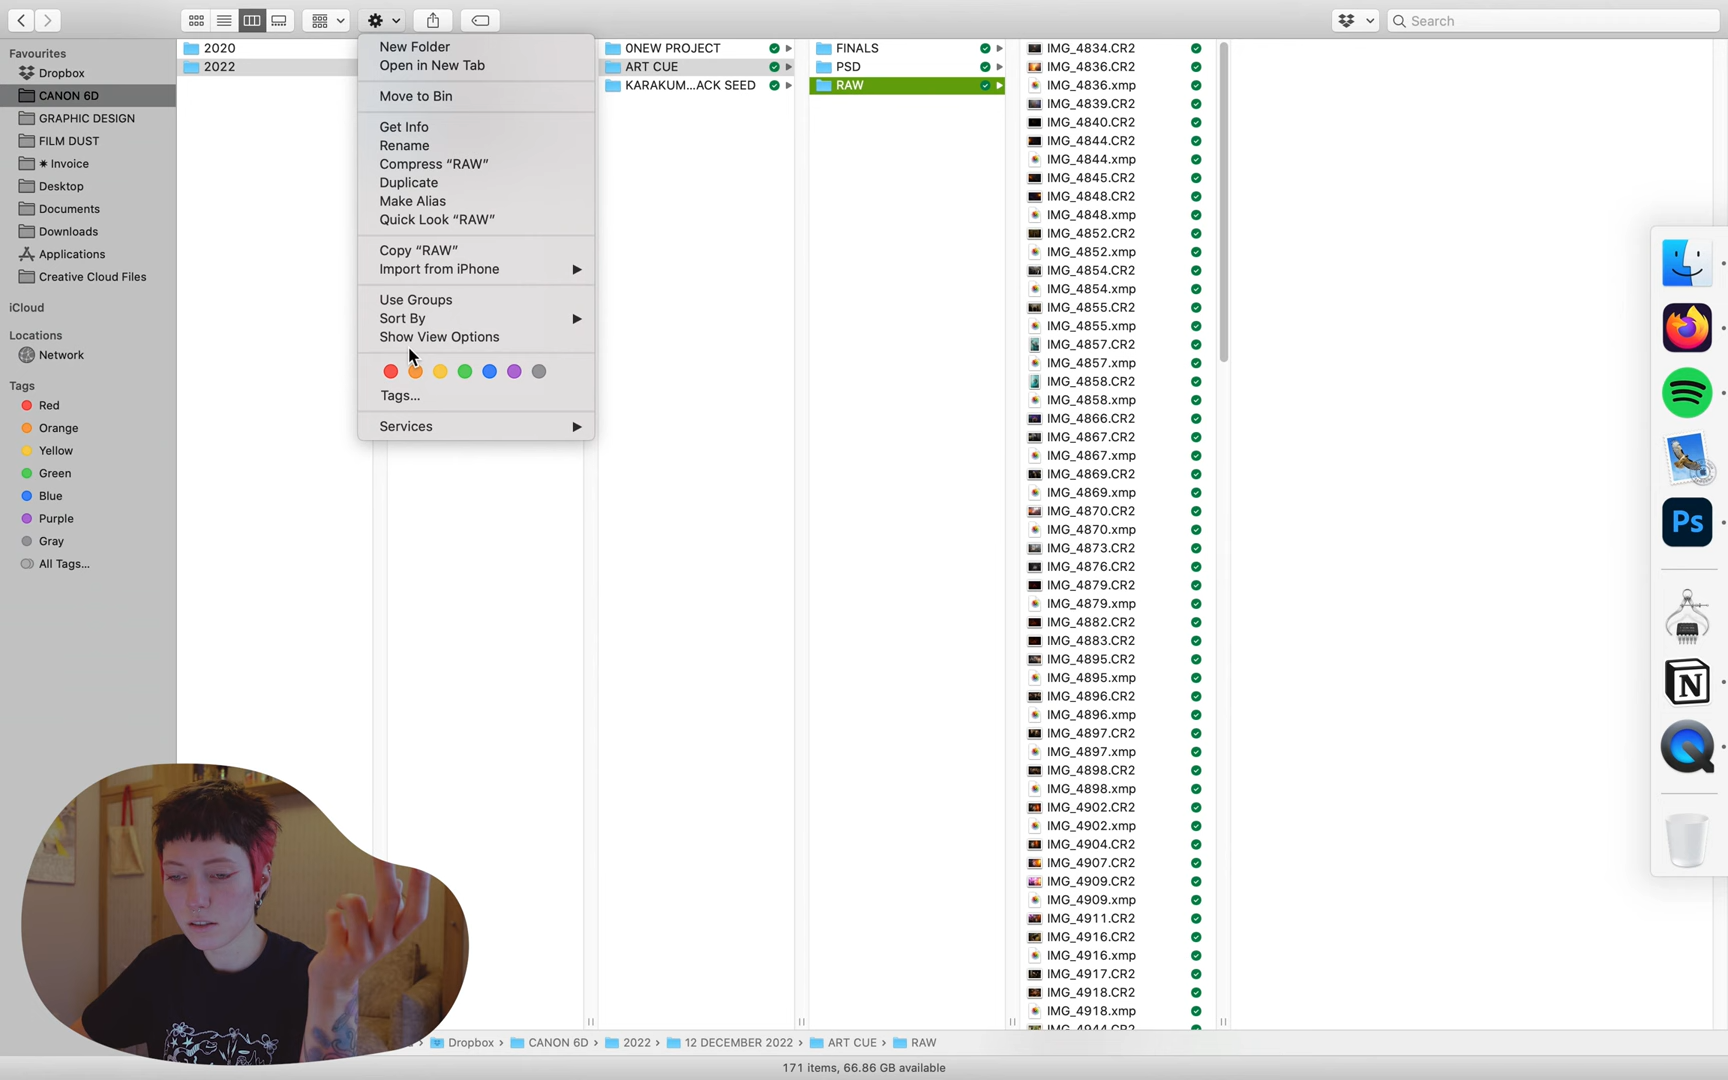 Search
Favourites
Dropbox
CANON 6D
GRAPHIC DESIGN
FILM DUST
✷ Invoice
Desktop
Documents
Downloads
Applications
Creative Cloud Files
iCloud
Locations
Network
Tags
Red
Orange
Yellow
Green
Blue
Purple
Gray
All Tags...
2020
2022
New Folder
Open in New Tab
Move to Bin
Get Info
Rename
Compress “RAW”
Duplicate
Make Alias
Quick Look “RAW”
Copy “RAW”
Import from iPhone
Use Groups
Sort By
Show View Options
Tags...
Services
0NEW PROJECT
ART CUE
KARAKUM...ACK SEED
FINALS
PSD
RAW
IMG_4834.CR2
IMG_4836.CR2
IMG_4836.xmp
IMG_4839.CR2
IMG_4840.CR2
IMG_4844.CR2
IMG_4844.xmp
IMG_4845.CR2
IMG_4848.CR2
IMG_4848.xmp
IMG_4852.CR2
IMG_4852.xmp
IMG_4854.CR2
IMG_4854.xmp
IMG_4855.CR2
IMG_4855.xmp
IMG_4857.CR2
IMG_4857.xmp
IMG_4858.CR2
IMG_4858.xmp
IMG_4866.CR2
IMG_4867.CR2
IMG_4867.xmp
IMG_4869.CR2
IMG_4869.xmp
IMG_4870.CR2
IMG_4870.xmp
IMG_4873.CR2
IMG_4876.CR2
IMG_4879.CR2
IMG_4879.xmp
IMG_4882.CR2
IMG_4883.CR2
IMG_4895.CR2
IMG_4895.xmp
IMG_4896.CR2
IMG_4896.xmp
IMG_4897.CR2
IMG_4897.xmp
IMG_4898.CR2
IMG_4898.xmp
IMG_4902.CR2
IMG_4902.xmp
IMG_4904.CR2
IMG_4907.CR2
IMG_4909.CR2
IMG_4909.xmp
IMG_4911.CR2
IMG_4916.CR2
IMG_4916.xmp
IMG_4917.CR2
IMG_4918.CR2
IMG_4918.xmp
IMG_4944.CR2
Ps
N
Dropbox › CANON 6D › 2022 › 12 DECEMBER 2022 › ART CUE › RAW
171 items, 66.86 GB available